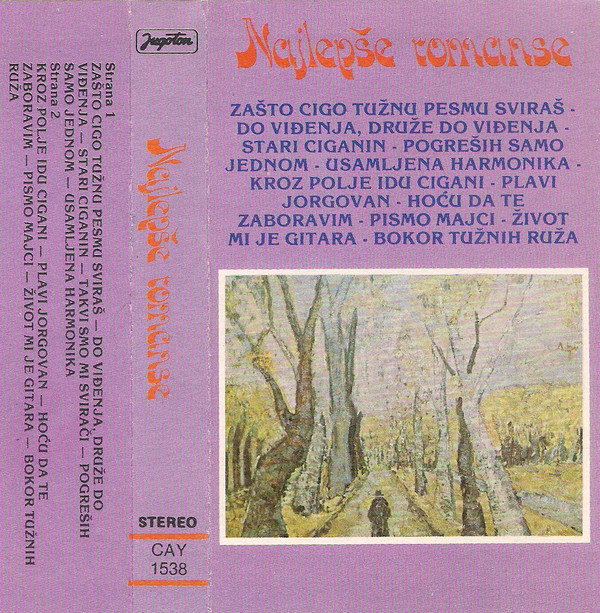 Strana 1
ZAŠTO CIGO TUŽNU PESMU SVIRAŠ — DO VIĐENJA, DRUŽE DO
VIĐENJA — STARI CIGANIN — TAKVI SMO MI SVIRAČI — POGREŠIH
SAMO JEDNOM — USAMLJENA HARMONIKA
Strana 2
KROZ POLJE IDU CIGANI — PLAVI JORGOVAN — HOĆU DA TE
ZABORAVIM — PISMO MAJCI — ŽIVOT MI JE GITARA — BOKOR TUŽNIH
RUŽA
Jugoton
Najlepše romanse
STEREO
CAY
1538
Najlepše romanse
ZAŠTO CIGO TUŽNU PESMU SVIRAŠ -
DO VIĐENJA, DRUŽE DO VIĐENJA -
STARI CIGANIN - POGREŠIH SAMO
JEDNOM - USAMLJENA HARMONIKA -
KROZ POLJE IDU CIGANI - PLAVI
JORGOVAN - HOĆU DA TE
ZABORAVIM - PISMO MAJCI - ŽIVOT
MI JE GITARA - BOKOR TUŽNIH RUŽA